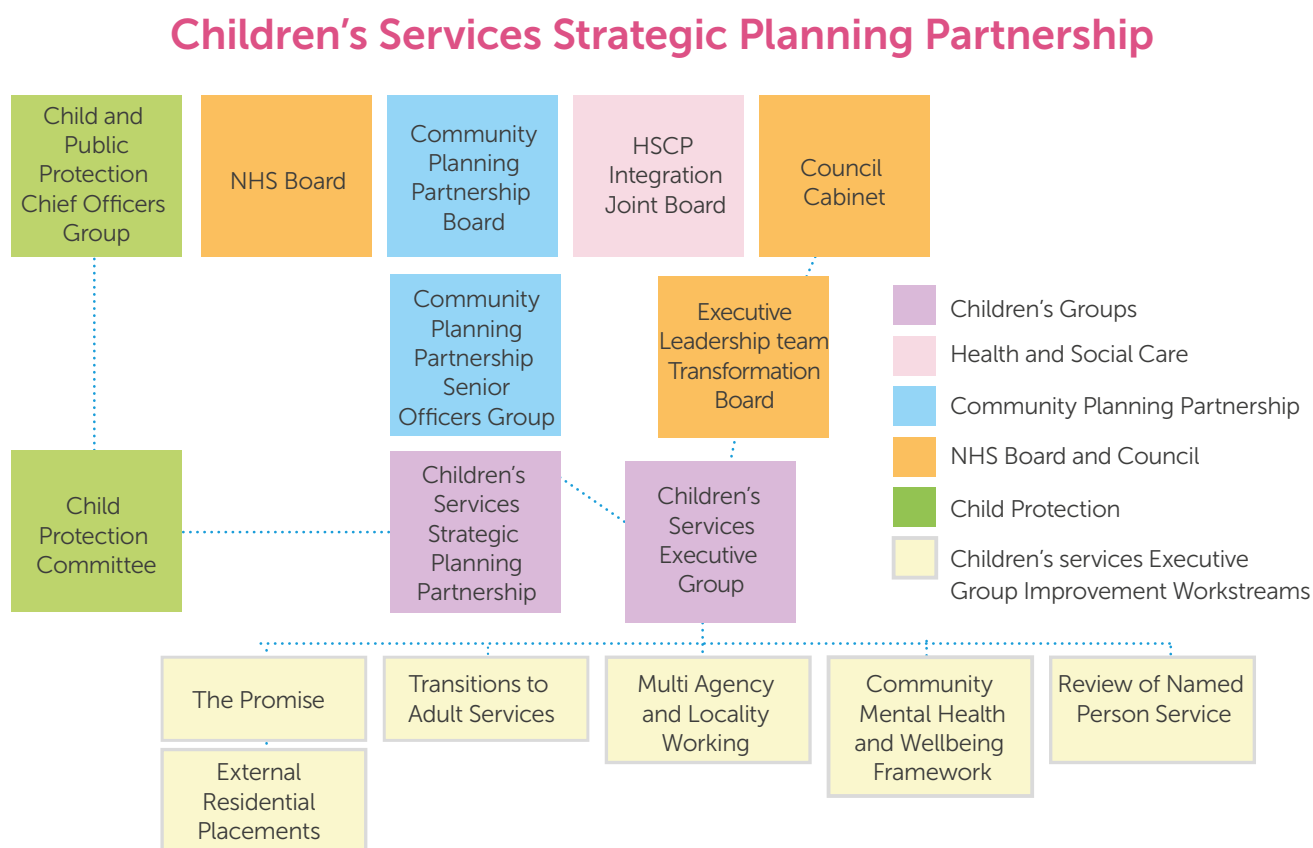 Children's Services Strategic Planning Partnership
Child and
Public
Protection
Chief Officers
Group
NHS Board
Community
Planning
Partnership
Board
HSCP
Integration
Joint Board
Council
Cabinet
Community
Planning
Partnership
Senior
Officers Group
Executive
Leadership team
Transformation
Board
Children's Groups
Health and Social Care
Community Planning Partnership
NHS Board and Council
Child Protection
Children's services Executive
Group Improvement Workstreams
Child
Protection
Committee
Children's
Services
Strategic
Planning
Partnership
Children's
Services
Executive
Group
The Promise
Transitions to
Adult Services
Multi Agency
and Locality
Working
Community
Mental Health
and Wellbeing
Framework
Review of Named
Person Service
External
Residential
Placements